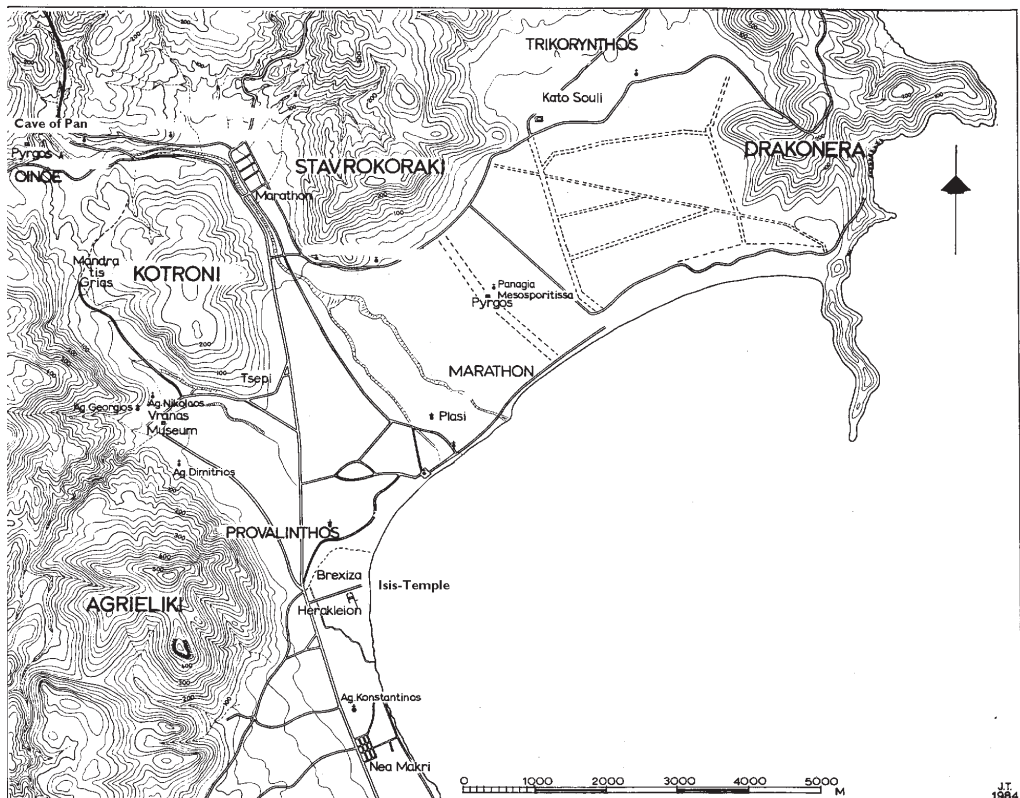 TRIKORYNTHOS
Kato Souli
Cave of Pan
Pyrgos
OINOE
STAVROKORAKI
DRAKONERA
Marathon
Mandra
tis
Grias
KOTRONI
Panagia
Mesosporitissa
Pyrgos
MARATHON
Tsepi
Ag.Georgios
Ag.Nikolaos
Vranas
Museum
Plasi
Ag.Dimitrios
PROVALINTHOS
Brexiza
Isis-Temple
Herakleion
AGRIELIKI
Ag.Konstantinos
Nea Makri
0 1000 2000 3000 4000 5000
M
J.T.
1984